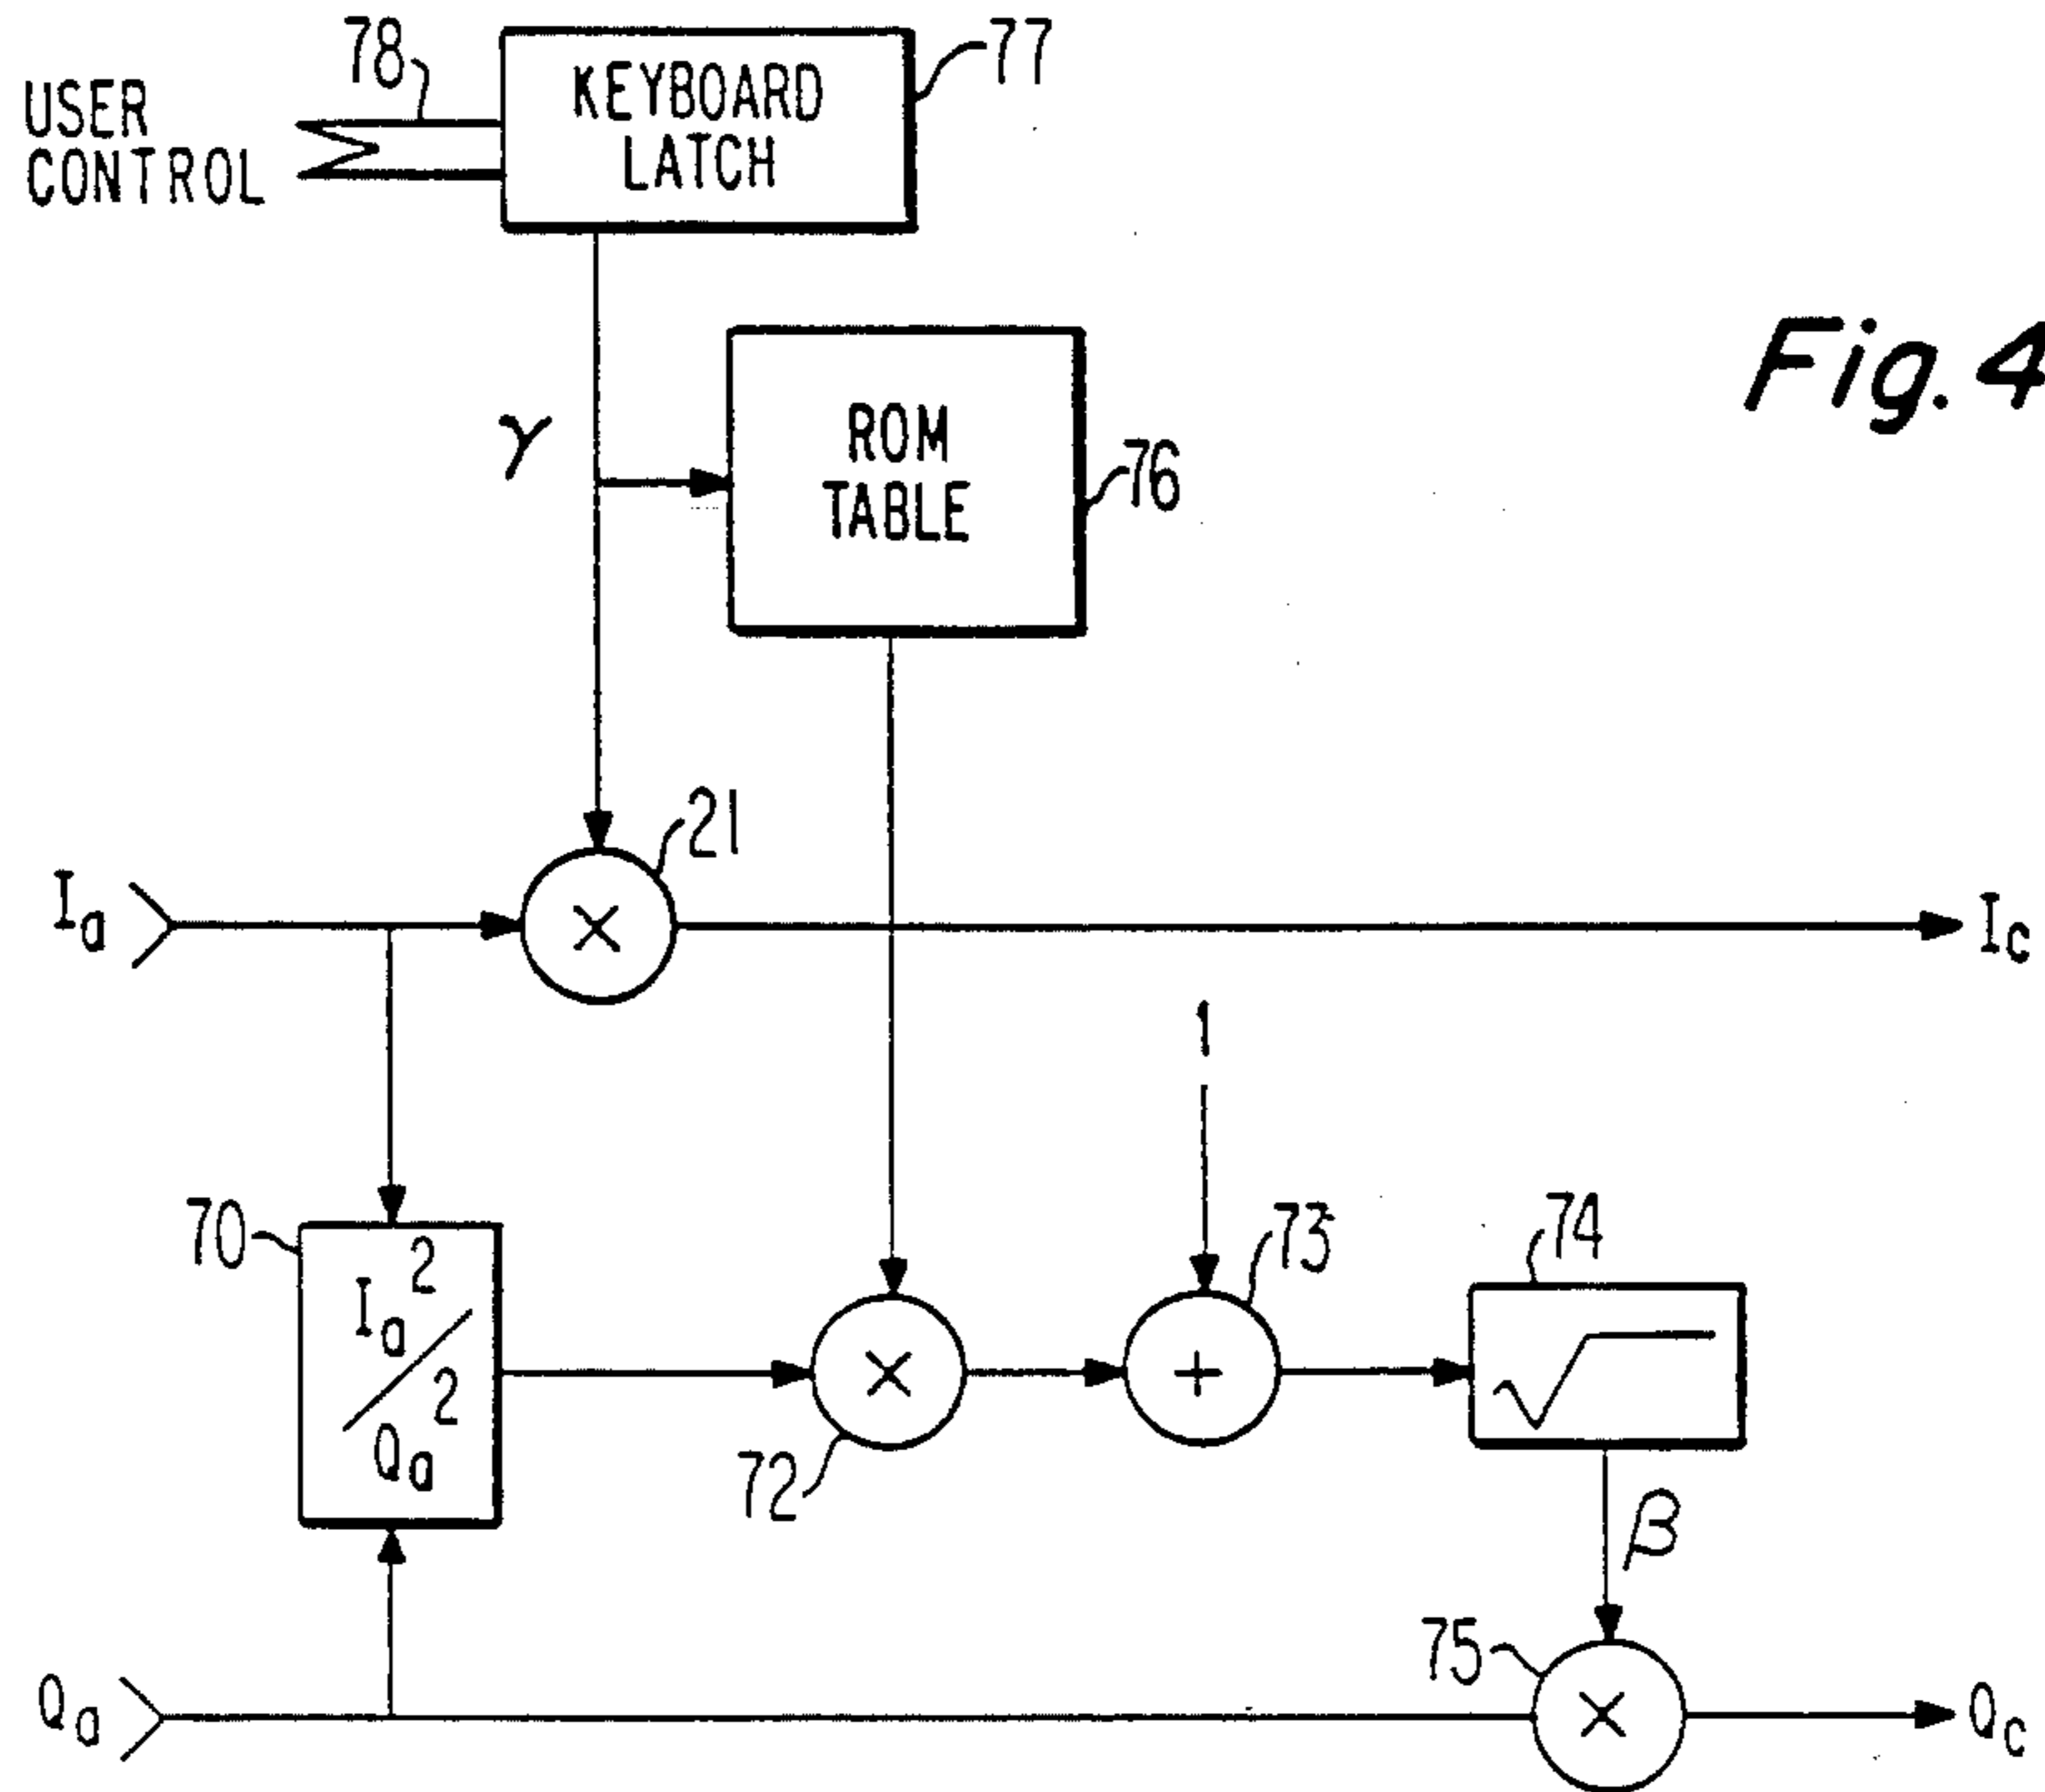 78
KEYBOARD
LATCH
77
USER
CONTROL
Fig. 4
γ
ROM
TABLE
76
21
Ia
×
Ic
1
70
Ia2
/
Qa2
72
×
73
+
74
√
β
75
Qa
×
Qc